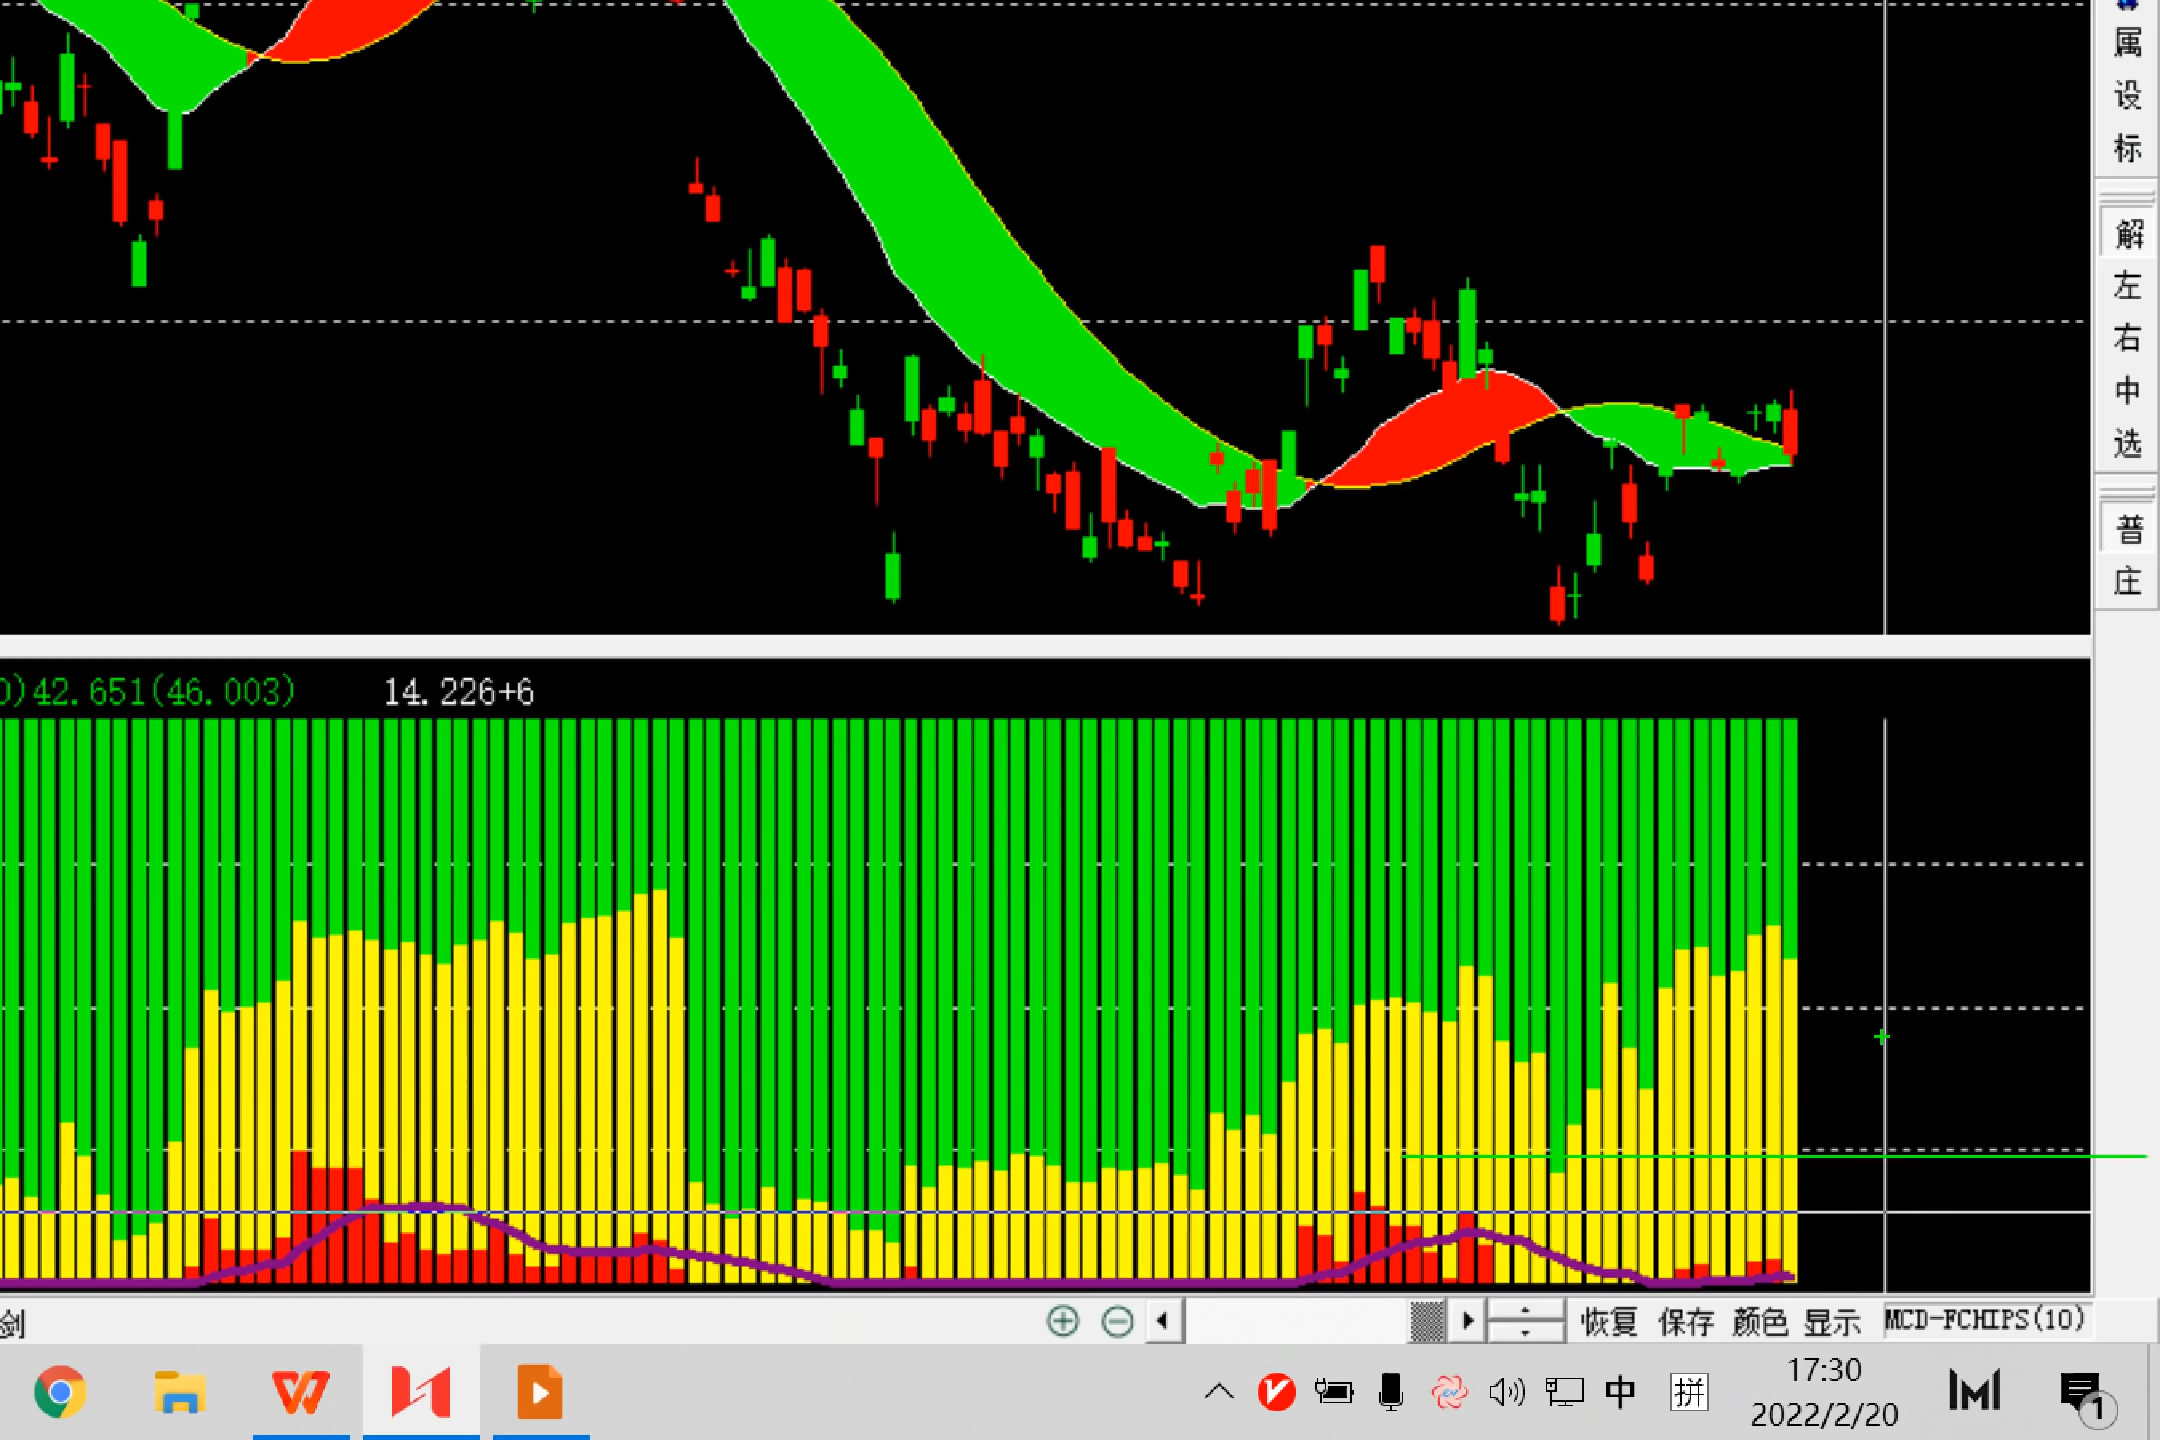 属
设
标
解
左
右
中
选
普
庄
0)42.651(46.003) 14.226+6
剑
恢复 保存 颜色 显示 MCD-FCHIPS(10)
中 拼 17:30
2022/2/20
1